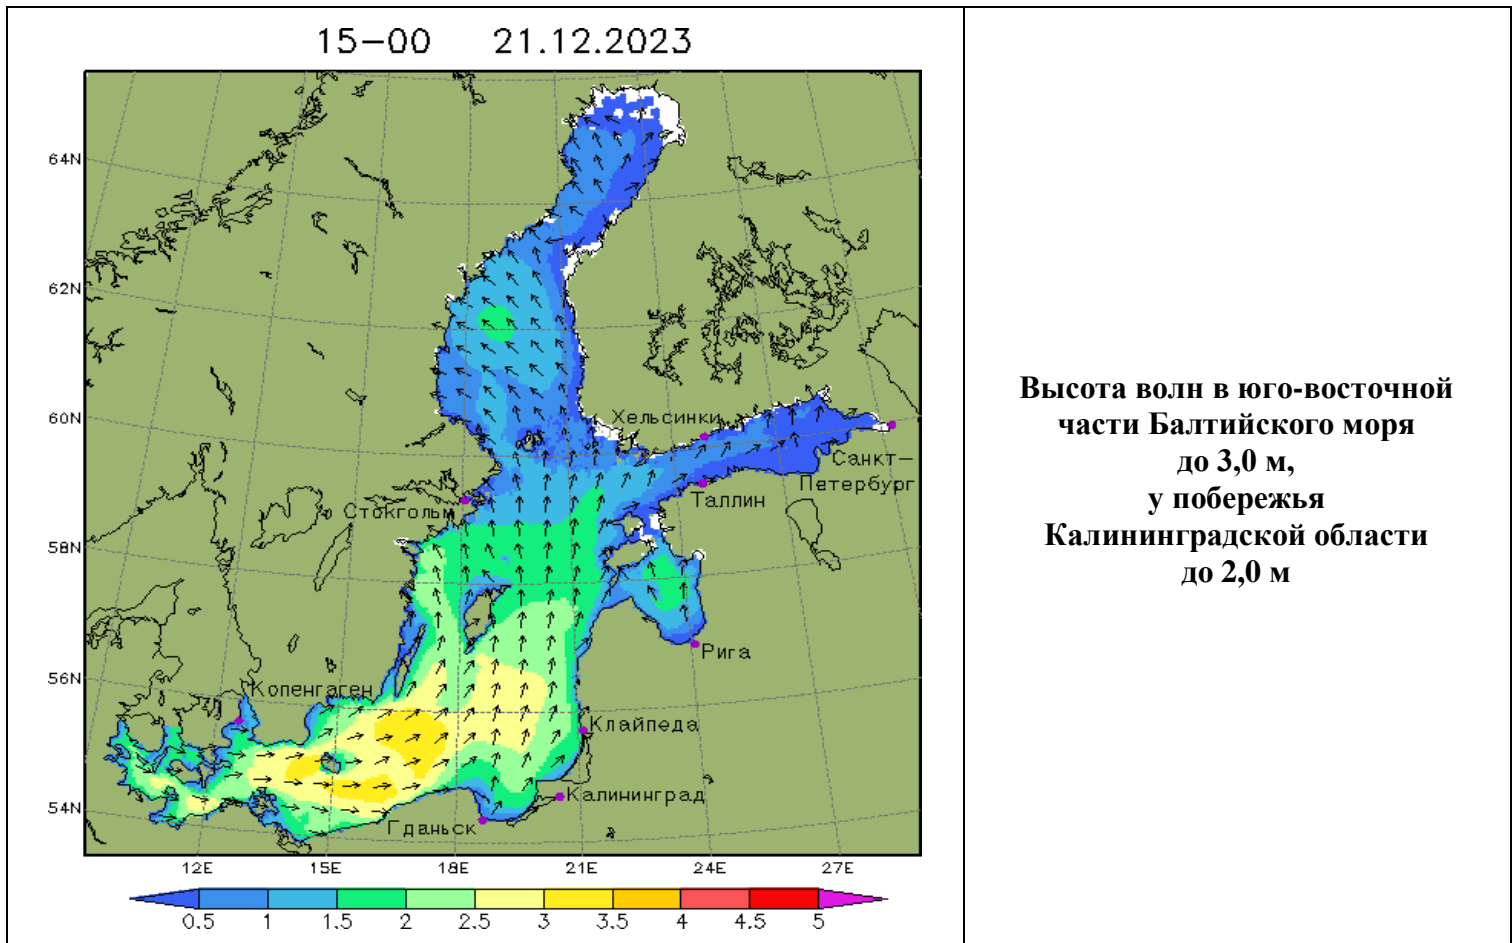 15-00 21.12.2023
64N
62N
60N
58N
56N
54N
Хельсинки
Санкт-
Петербург
Таллин
Стокгольм
Рига
Копенгаген
Клайпеда
Калининград
Гданьск
12E 15E 18E 21E 24E 27E
0.5 1 1.5 2 2.5 3 3.5 4 4.5 5
Высота волн в юго-восточной
части Балтийского моря
до 3,0 м,
у побережья
Калининградской области
до 2,0 м